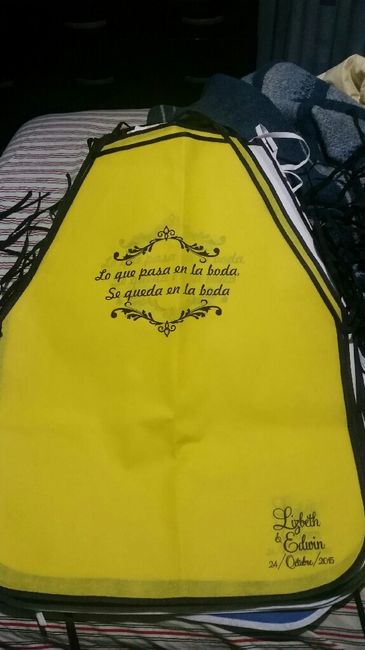 Lo que pasa en la boda,
Se queda en la boda
Lizbeth
& Edwin
24/Octubre/2015